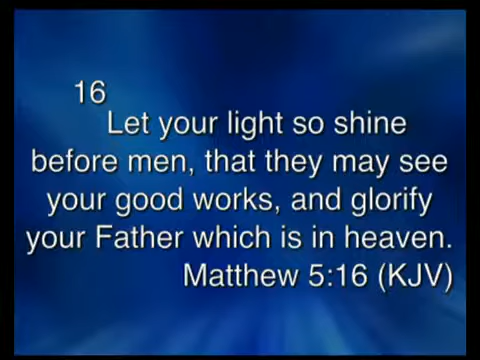 16
Let your light so shine
before men, that they may see
your good works, and glorify
your Father which is in heaven.
Matthew 5:16 (KJV)